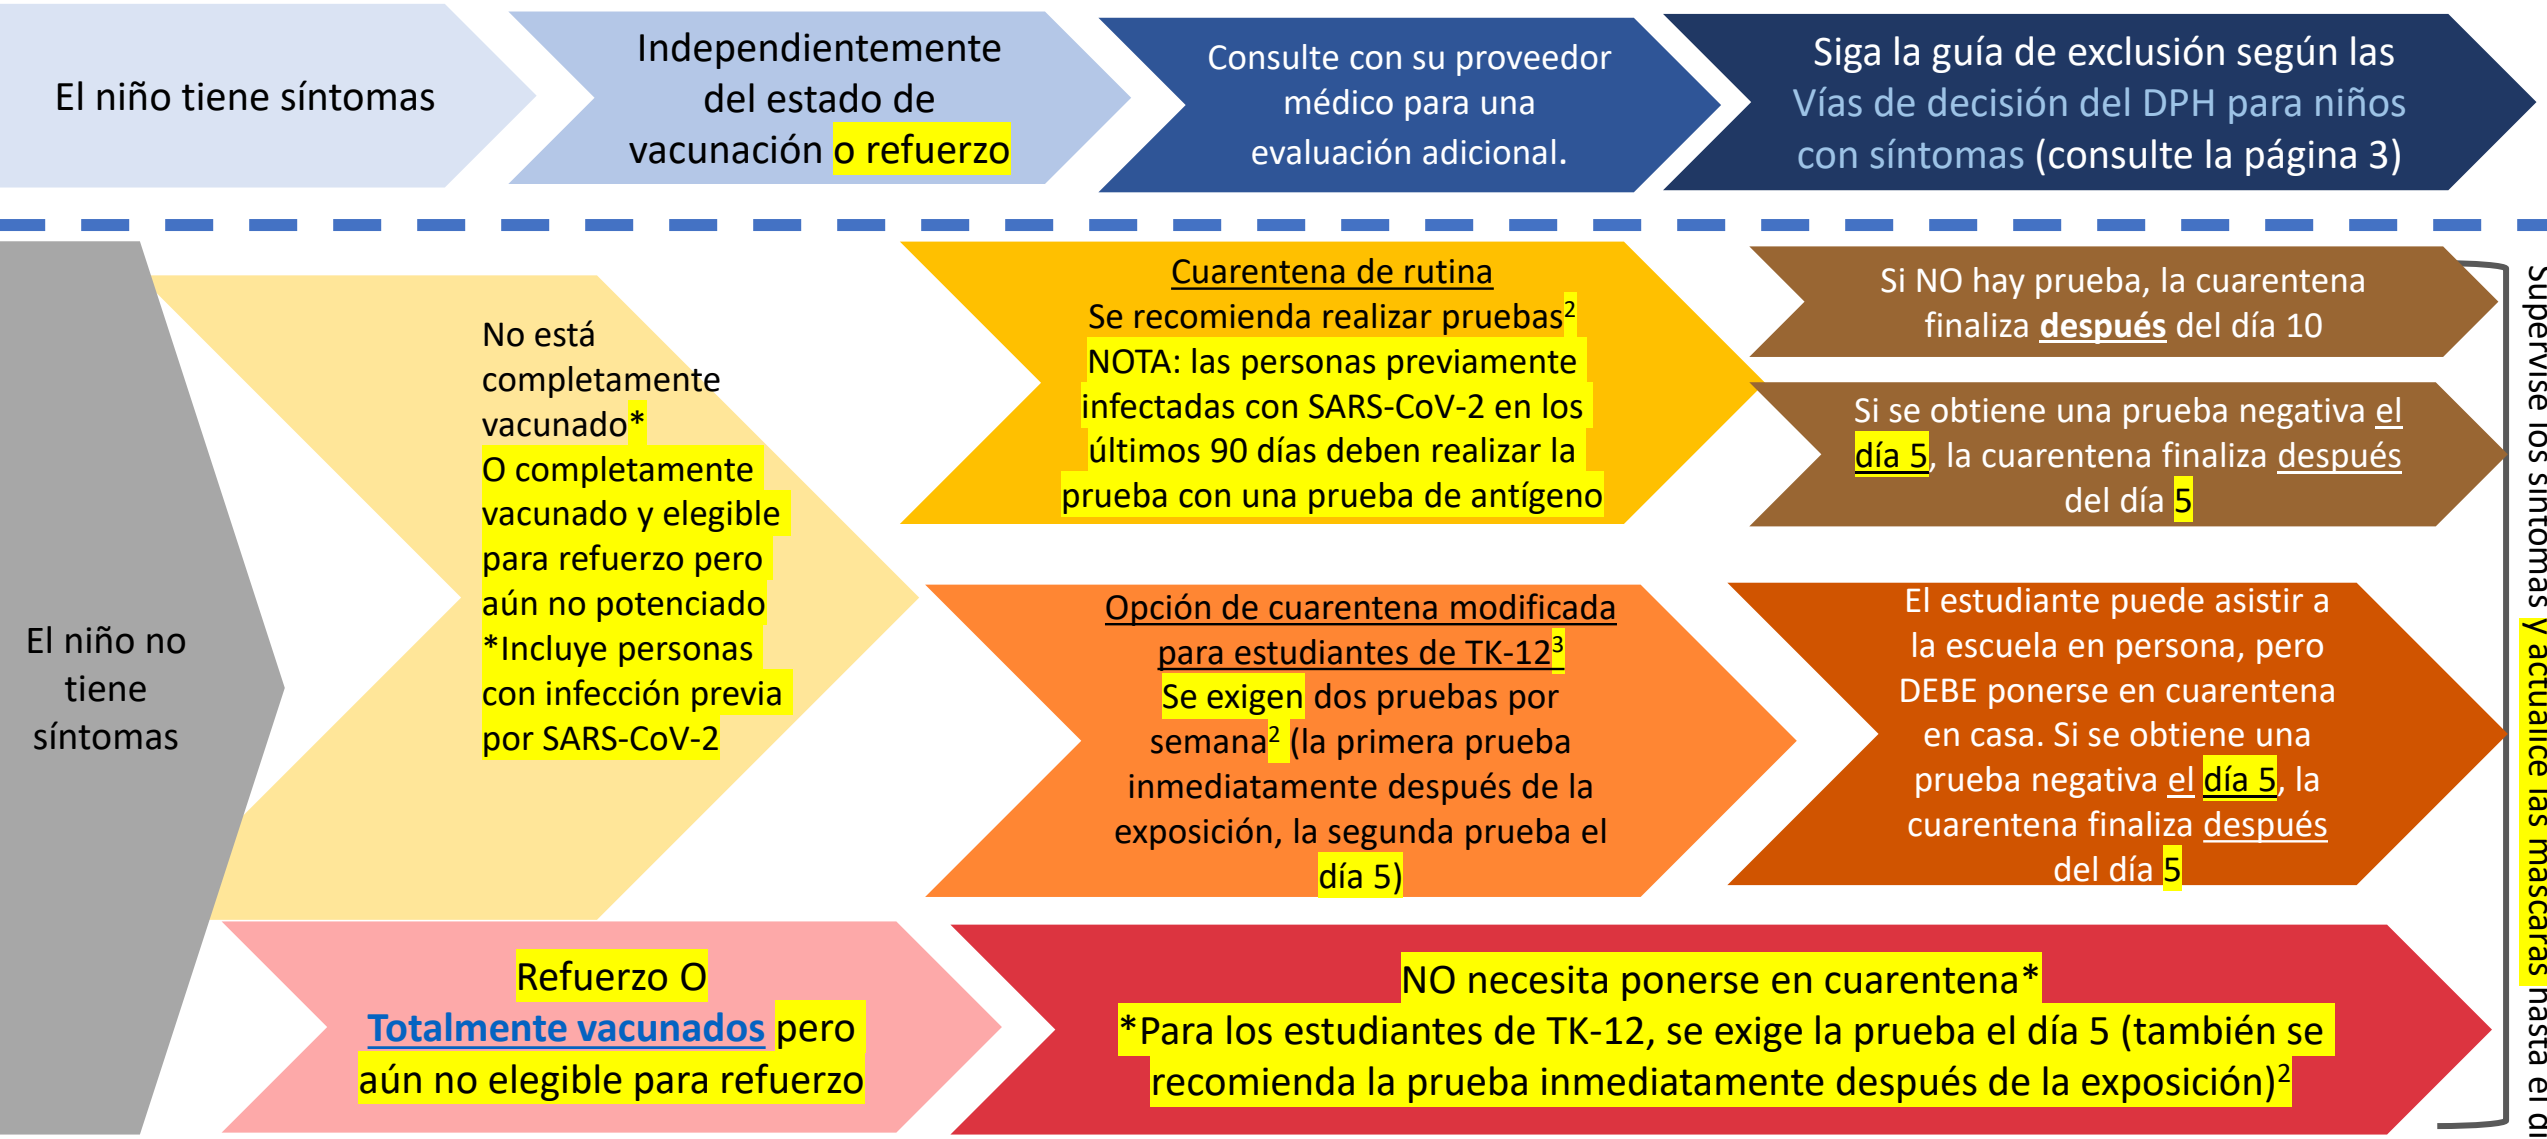 El niño tiene síntomas
Independientemente
del estado de
vacunación o refuerzo
Consulte con su proveedor
médico para una
evaluación adicional.
Siga la guía de exclusión según las
Vías de decisión del DPH para niños
con síntomas (consulte la página 3)
El niño no
tiene
síntomas
No está
completamente
vacunado*
O completamente
vacunado y elegible
para refuerzo pero
aún no potenciado
*Incluye personas
con infección previa
por SARS-CoV-2
Cuarentena de rutina
Se recomienda realizar pruebas²
NOTA: las personas previamente
infectadas con SARS-CoV-2 en los
últimos 90 días deben realizar la
prueba con una prueba de antígeno
Si NO hay prueba, la cuarentena
finaliza después del día 10
Si se obtiene una prueba negativa el
día 5, la cuarentena finaliza después
del día 5
Opción de cuarentena modificada
para estudiantes de TK-12³
Se exigen dos pruebas por
semana² (la primera prueba
inmediatamente después de la
exposición, la segunda prueba el
día 5)
El estudiante puede asistir a
la escuela en persona, pero
DEBE ponerse en cuarentena
en casa. Si se obtiene una
prueba negativa el día 5, la
cuarentena finaliza después
del día 5
Refuerzo O
Totalmente vacunados pero
aún no elegible para refuerzo
NO necesita ponerse en cuarentena*
*Para los estudiantes de TK-12, se exige la prueba el día 5 (también se
recomienda la prueba inmediatamente después de la exposición)²
Supervise los síntomas y actualice las máscaras hasta el